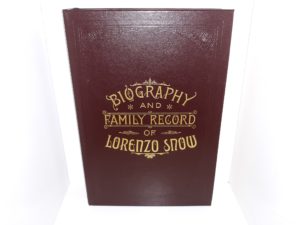 BIOGRAPHY
AND
FAMILY RECORD
OF
LORENZO SNOW